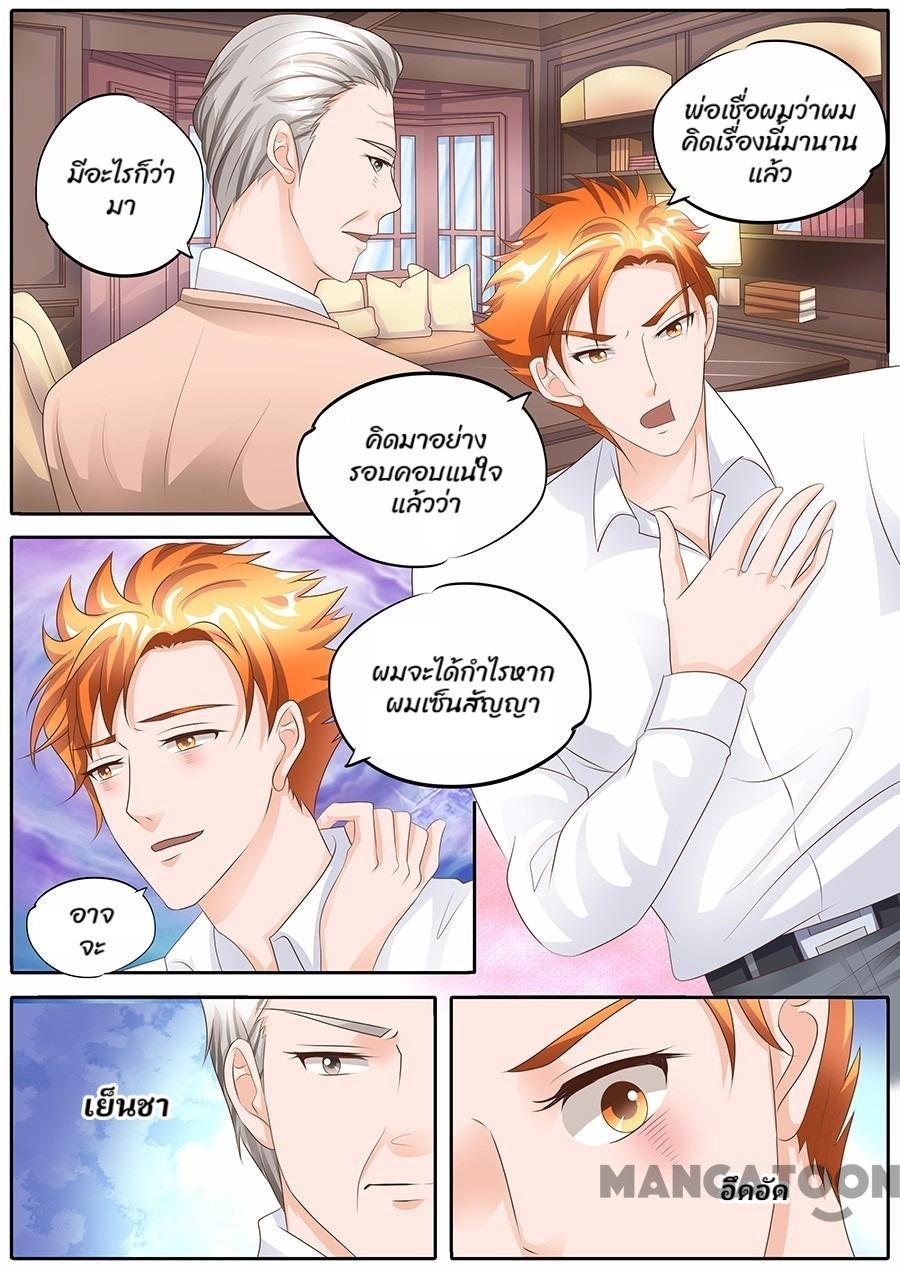 มีอะไรก็ว่า
มา
พ่อเชื่อผมว่าผม
คิดเรื่องนี้มานาน
แล้ว
คิดมาอย่าง
รอบคอบแน่ใจ
แล้วว่า
ผมจะได้กำไรหาก
ผมเซ็นสัญญา
อาจ
จะ
เย็นชา
อึดอัด
MANGATOON